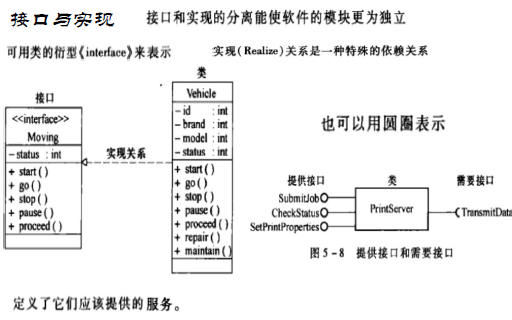 接口与实现
接口和实现的分离能使软件的模块更为独立
可用类的衍型《interface》来表示
实现(Realize)关系是一种特殊的依赖关系
接口
<<interface>>
Moving
- status : int
+ start()
+ go()
+ stop()
+ pause()
+ proceed()
实现关系
类
Vehicle
- id : int
- brand : int
- model : int
- status : int
+ start()
+ go()
+ stop()
+ pause()
+ proceed()
+ repair()
+ maintain()
也可以用圆圈表示
提供接口 类 需要接口
SubmitJob
CheckStatus
SetPrintProperties
PrintServer
TransmitData
图 5-8 提供接口和需要接口
定义了它们应该提供的服务。